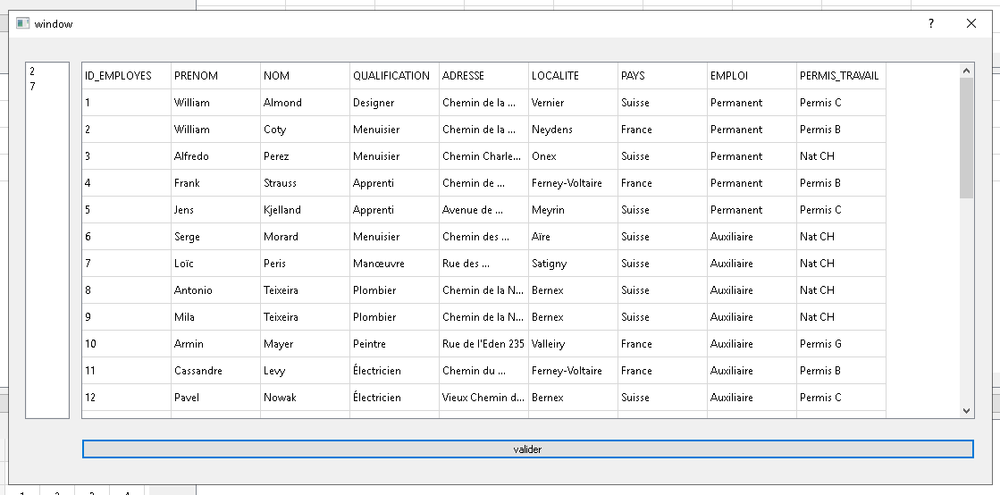 window
?
2
7
ID_EMPLOYES PRENOM NOM QUALIFICATION ADRESSE LOCALITE PAYS EMPLOI PERMIS_TRAVAIL
1 William Almond Designer Chemin de la ... Vernier Suisse Permanent Permis C
2 William Coty Menuisier Chemin de la ... Neydens France Permanent Permis B
3 Alfredo Perez Menuisier Chemin Charle... Onex Suisse Permanent Nat CH
4 Frank Strauss Apprenti Chemin de ... Ferney-Voltaire France Permanent Permis B
5 Jens Kjelland Apprenti Avenue de ... Meyrin Suisse Permanent Permis C
6 Serge Morard Menuisier Chemin des ... Aïre Suisse Auxiliaire Nat CH
7 Loïc Peris Manœuvre Rue des ... Satigny Suisse Auxiliaire Nat CH
8 Antonio Teixeira Plombier Chemin de la N... Bernex Suisse Auxiliaire Nat CH
9 Mila Teixeira Plombier Chemin de la N... Bernex Suisse Auxiliaire Nat CH
10 Armin Mayer Peintre Rue de l'Eden 235 Valleiry France Auxiliaire Permis G
11 Cassandre Levy Électricien Chemin du ... Ferney-Voltaire France Auxiliaire Permis B
12 Pavel Nowak Électricien Vieux Chemin d... Bernex Suisse Auxiliaire Permis C
valider